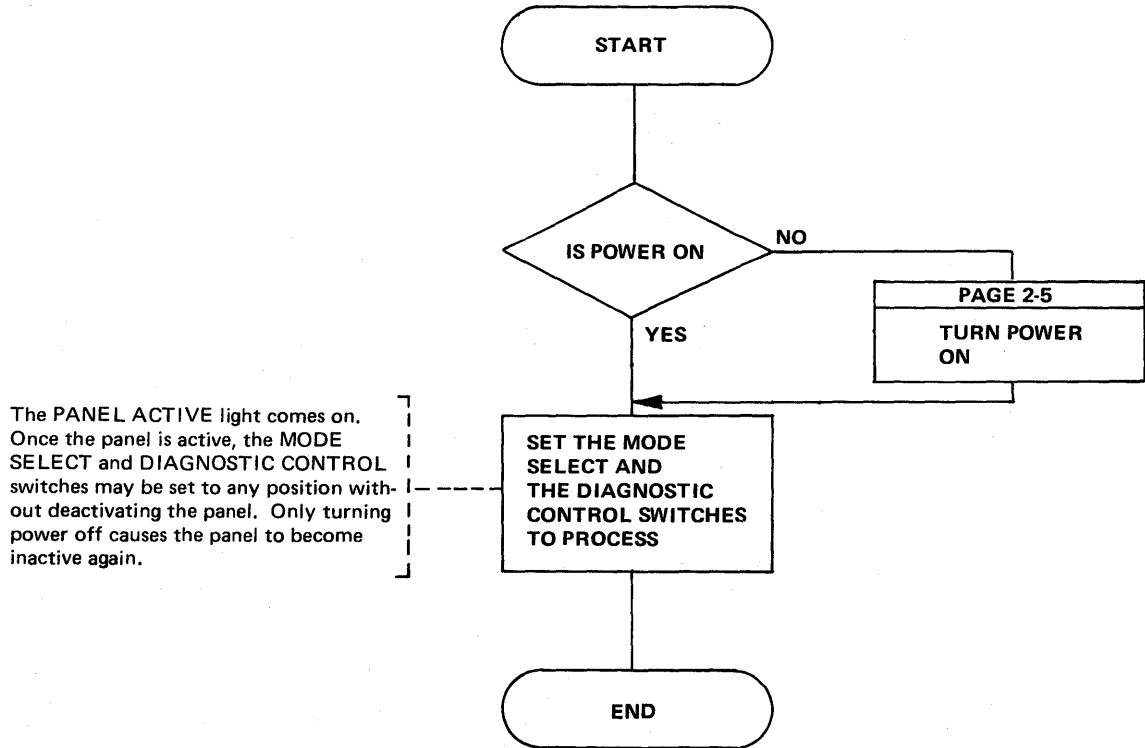 START
IS POWER ON
NO
PAGE 2-5
TURN POWER
ON
YES
The PANEL ACTIVE light comes on.
Once the panel is active, the MODE
SELECT and DIAGNOSTIC CONTROL
switches may be set to any position with-
out deactivating the panel. Only turning
power off causes the panel to become
inactive again.
SET THE MODE
SELECT AND
THE DIAGNOSTIC
CONTROL SWITCHES
TO PROCESS
END